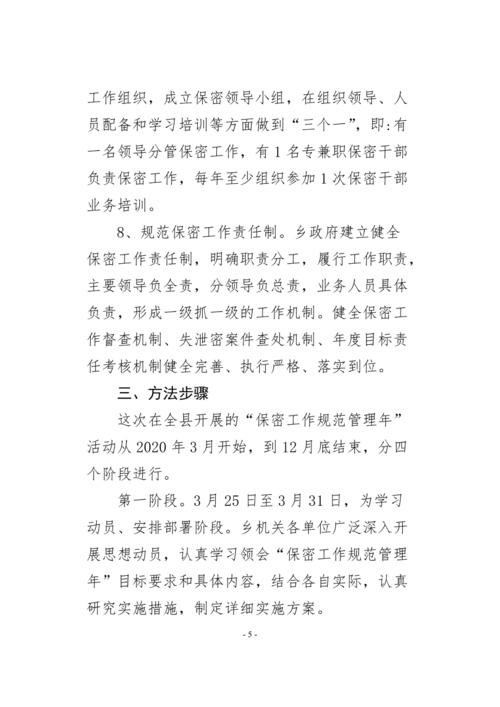 工作组织，成立保密领导小组，在组织领导、人
员配备和学习培训等方面做到“三个一”，即:有
一名领导分管保密工作，有 1 名专兼职保密干部
负责保密工作，每年至少组织参加 1 次保密干部
业务培训。
8、规范保密工作责任制。乡政府建立健全
保密工作责任制，明确职责分工，履行工作职责，
主要领导负全责，分领导负总责，业务人员具体
负责，形成一级抓一级的工作机制。健全保密工
作督查机制、失泄密案件查处机制、年度目标责
任考核机制健全完善、执行严格、落实到位。
三、方法步骤
这次在全县开展的“保密工作规范管理年”
活动从 2020 年 3 月开始，到 12 月底结束，分四
个阶段进行。
第一阶段。3 月 25 日至 3 月 31 日，为学习
动员、安排部署阶段。乡机关各单位广泛深入开
展思想动员，认真学习领会“保密工作规范管理
年”目标要求和具体内容，结合各自实际，认真
研究实施措施，制定详细实施方案。
- 5 -